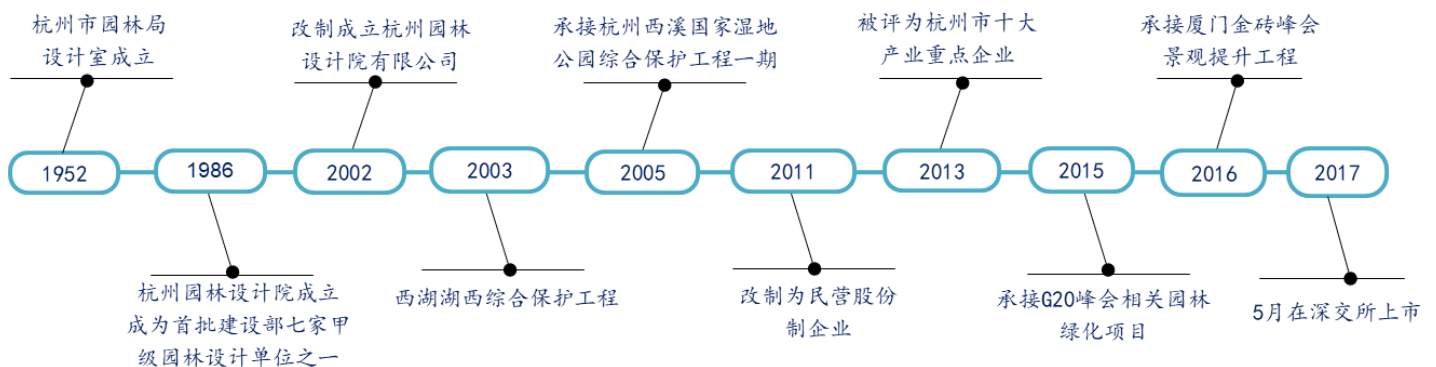 杭州市园林局
设计室成立
改制成立杭州园林
设计院有限公司
承接杭州西溪国家湿地
公园综合保护工程一期
被评为杭州市十大
产业重点企业
承接厦门金砖峰会
景观提升工程
1952
1986
2002
2003
2005
2011
2013
2015
2016
2017
杭州园林设计院成立
成为首批建设部七家甲
级园林设计单位之一
西湖湖西综合保护工程
改制为民营股份
制企业
承接G20峰会相关园林
绿化项目
5月在深交所上市